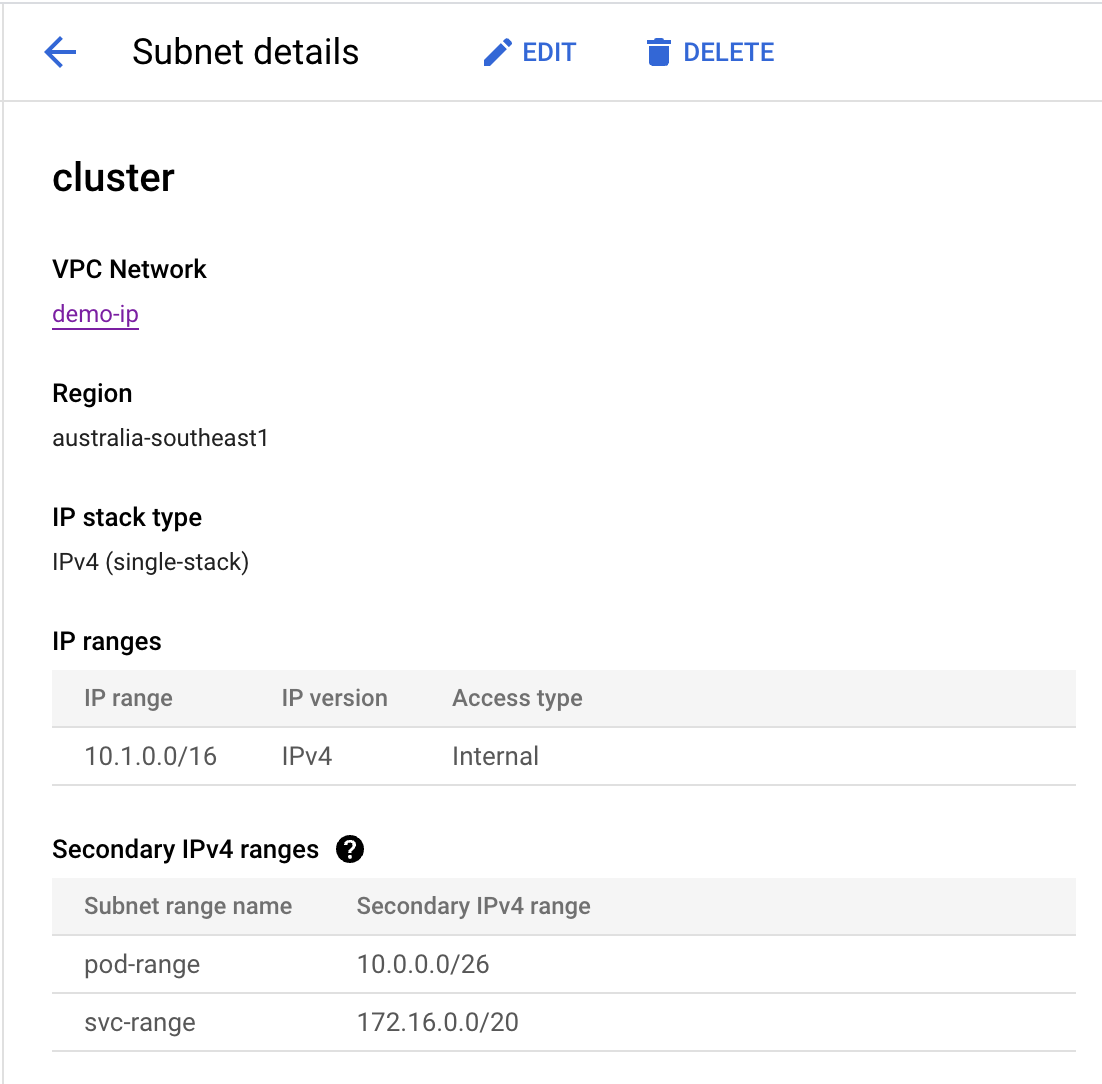 Subnet details EDIT DELETE
cluster
VPC Network
demo-ip
Region
australia-southeast1
IP stack type
IPv4 (single-stack)
IP ranges
IP range IP version Access type
10.1.0.0/16 IPv4 Internal
Secondary IPv4 ranges ?
Subnet range name Secondary IPv4 range
pod-range 10.0.0.0/26
svc-range 172.16.0.0/20